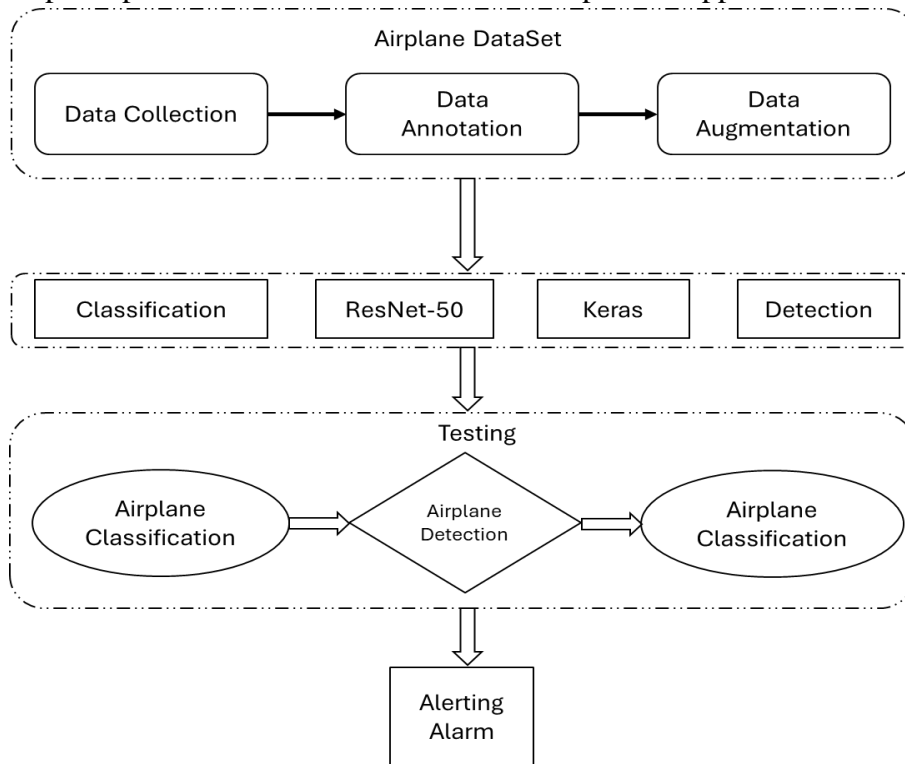 Airplane DataSet
Data Collection
Data
Annotation
Data
Augmentation
Classification
ResNet-50
Keras
Detection
Testing
Airplane
Classification
Airplane
Detection
Airplane
Classification
Alerting
Alarm